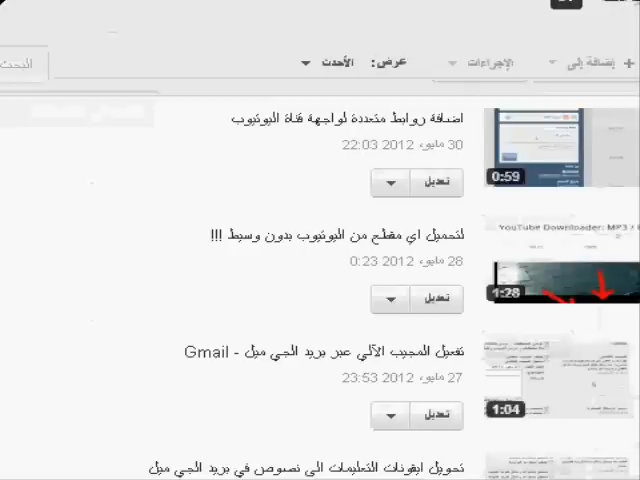 + إضافة إلى
الإجراءات
عرض: الأحدث
البحث
اضافة روابط متعددة لواجهة قناة اليوتيوب
30 مايو، 2012 22:03
تعديل
0:59
لتحميل اي مقطع من اليوتيوب بدون وسيط !!!
28 مايو، 2012 0:23
تعديل
YouTube Downloader: MP3 /
1:28
تفعيل المجيب الآلي عبر بريد الجي ميل - Gmail
27 مايو، 2012 23:53
تعديل
1:04
تحويل ايقونات التعليمات الى نصوص في بريد الجي ميل